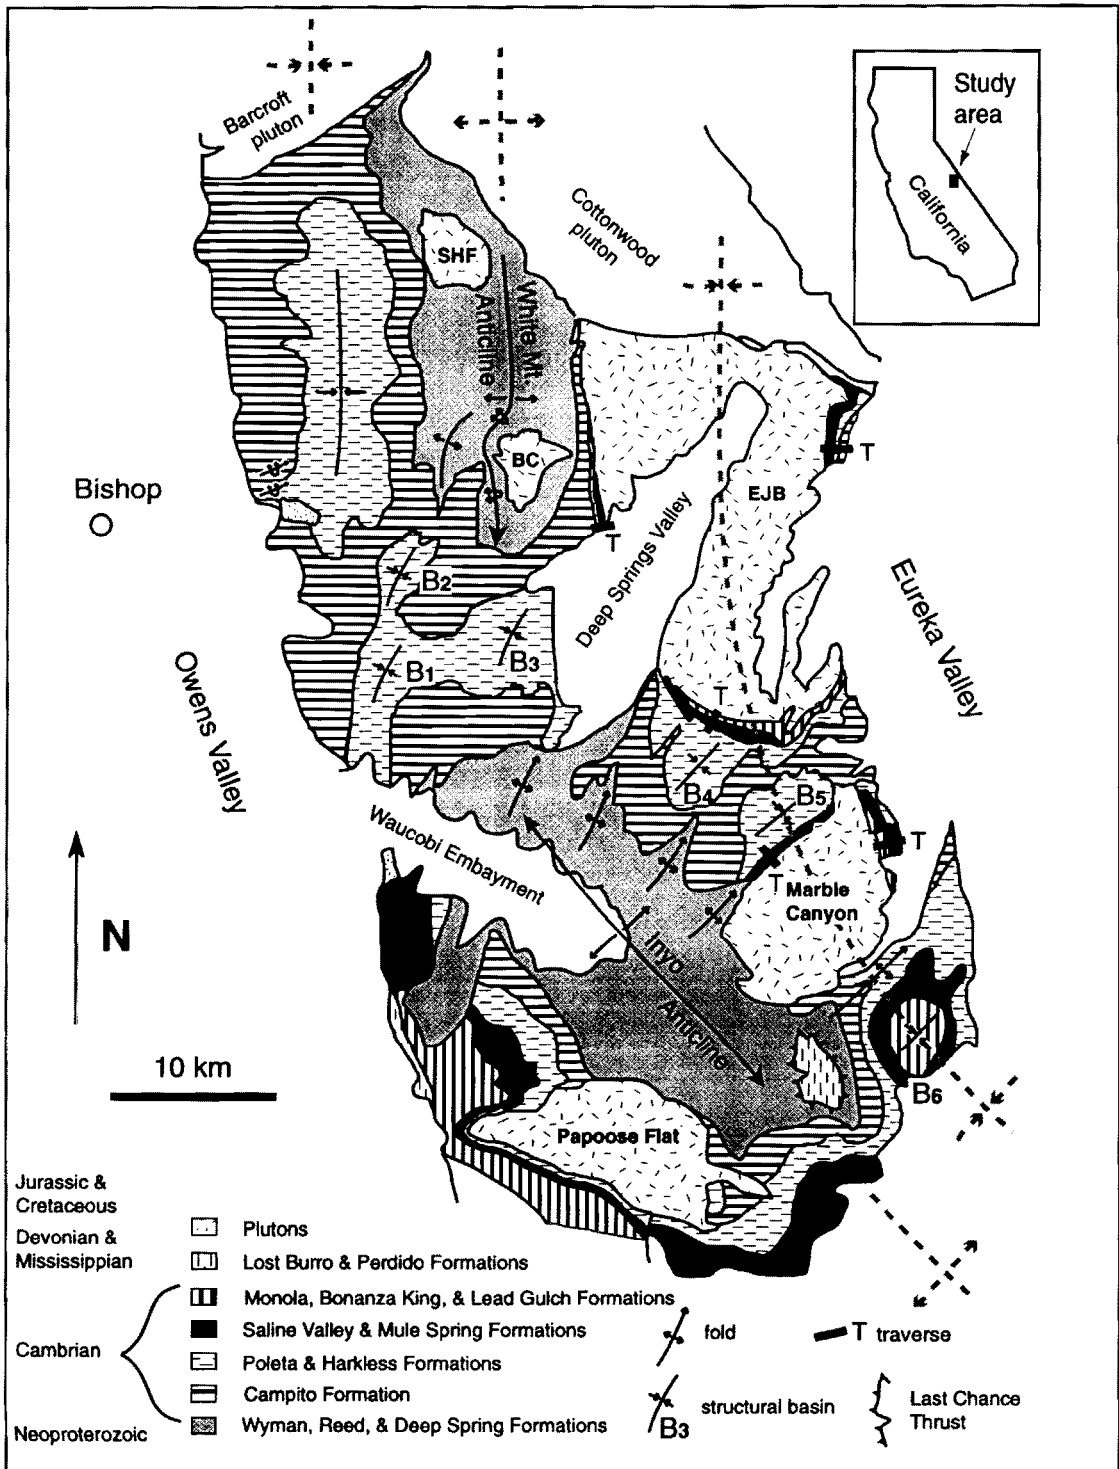 Barcroft
pluton
Study
area
California
Cottonwood
pluton
SHF
White Mt.
Anticline
BC
T
EJB
T
Bishop
Deep Springs Valley
B2
B1
B3
Eureka Valley
Owens Valley
T
B4
B5
Waucobi Embayment
T
T
Marble
Canyon
N
Inyo
Anticline
10 km
B6
Papoose Flat
Jurassic &
Cretaceous
Plutons
Devonian &
Mississippian
Lost Burro & Perdido Formations
Monola, Bonanza King, & Lead Gulch Formations
Saline Valley & Mule Spring Formations
Cambrian
Poleta & Harkless Formations
Campito Formation
Neoproterozoic
Wyman, Reed, & Deep Spring Formations
fold
T traverse
structural basin
B3
Last Chance
Thrust